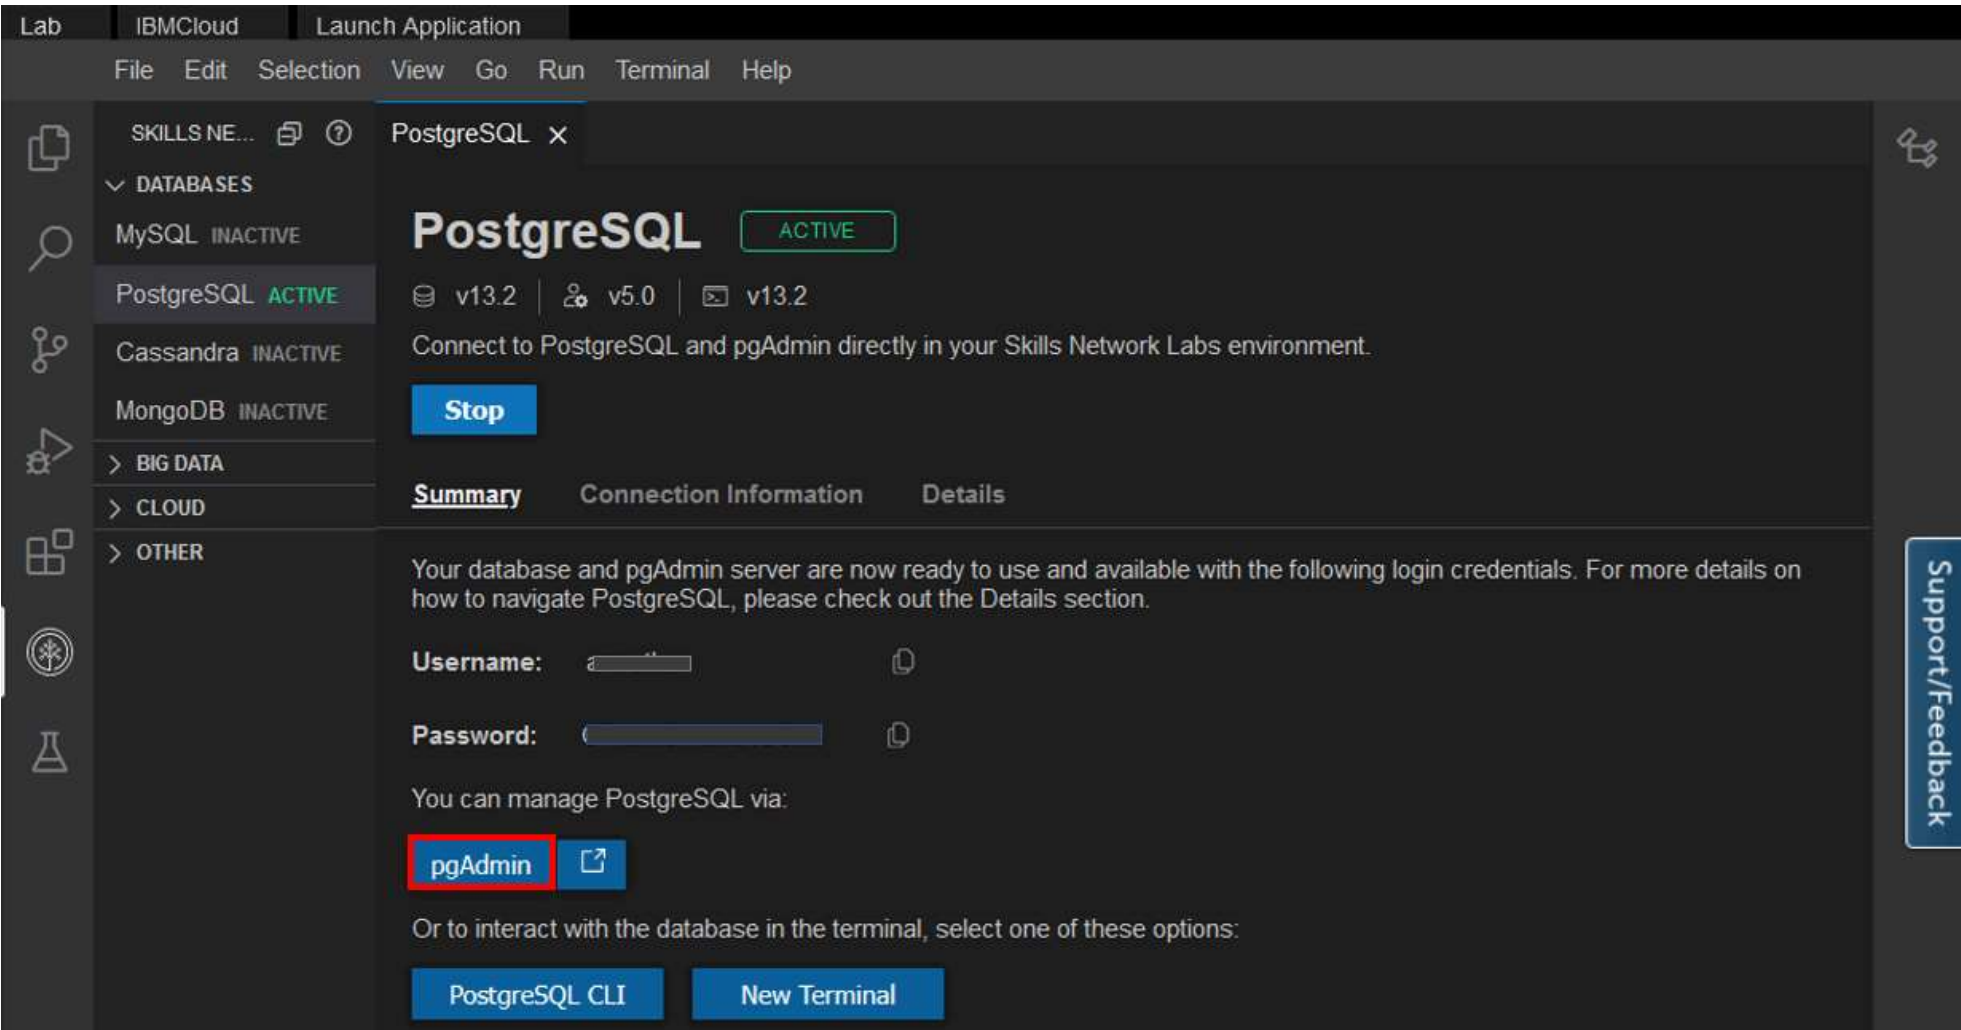 Lab IBMCloud Launch Application
File Edit Selection View Go Run Terminal Help
SKILLS NE...
PostgreSQL
DATABASES
MySQL INACTIVE
PostgreSQL ACTIVE
Cassandra INACTIVE
MongoDB INACTIVE
BIG DATA
CLOUD
OTHER
PostgreSQL ACTIVE
v13.2 v5.0 v13.2
Connect to PostgreSQL and pgAdmin directly in your Skills Network Labs environment.
Stop
Summary Connection Information Details
Your database and pgAdmin server are now ready to use and available with the following login credentials. For more details on
how to navigate PostgreSQL, please check out the Details section.
Username:
Password:
You can manage PostgreSQL via:
pgAdmin
Or to interact with the database in the terminal, select one of these options:
PostgreSQL CLI New Terminal
Support/Feedback